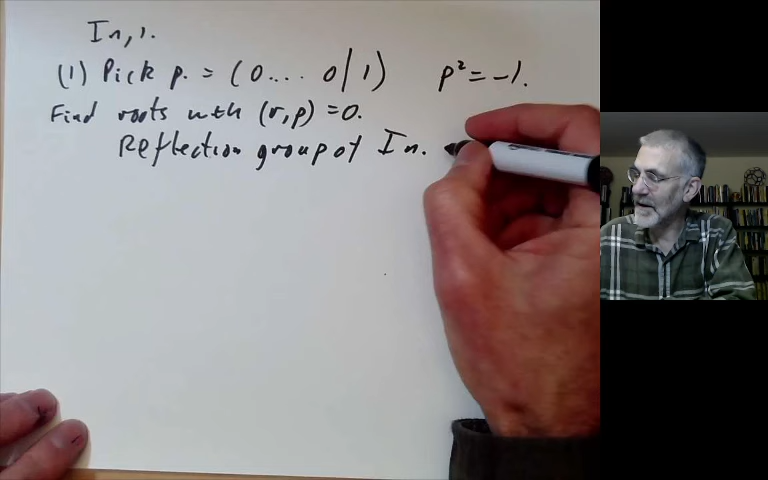 In,1.
(1) Pick p. = (0... 0|1) p² = -1.
Find roots with (r,p) = 0.
Reflection group of In.